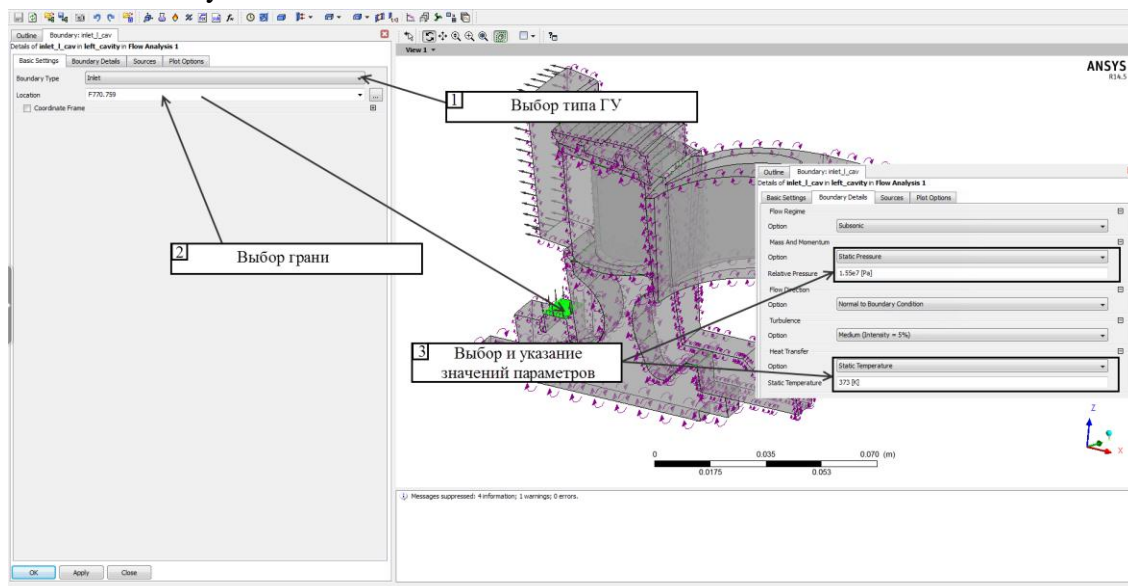 Outline
Boundary: inlet_l_cav
Details of inlet_l_cav in left_cavity in Flow Analysis 1
Basic Settings
Boundary Details
Sources
Plot Options
Boundary Type
Inlet
Location
F770.759
...
Coordinate Frame
View 1
ANSYS
R14.5
1
Выбор типа ГУ
2
Выбор грани
3
Выбор и указание
значений параметров
Outline
Boundary: inlet_l_cav
Details of inlet_l_cav in left_cavity in Flow Analysis 1
Basic Settings
Boundary Details
Sources
Plot Options
Flow Regime
Option
Subsonic
Mass And Momentum
Option
Static Pressure
Relative Pressure
1.55e7 [Pa]
Flow Direction
Option
Normal to Boundary Condition
Turbulence
Option
Medium (Intensity = 5%)
Heat Transfer
Option
Static Temperature
Static Temperature
373 [K]
Z
X
0
0.035
0.070 (m)
0.0175
0.053
Messages suppressed: 4 information; 1 warnings; 0 errors.
OK
Apply
Close